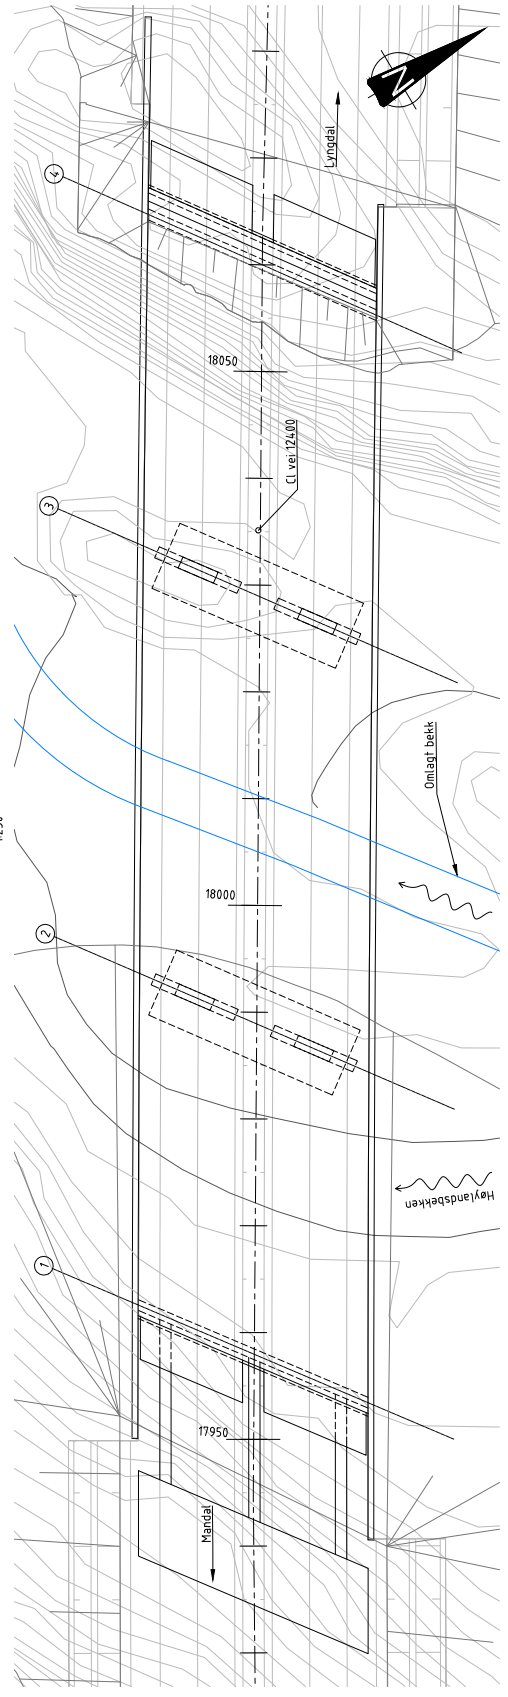 N
Lyngdal
4
18050
Cl vei 12400
3
Omlagt bekk
18000
2
Høylandsbekken
1
17950
Mandal